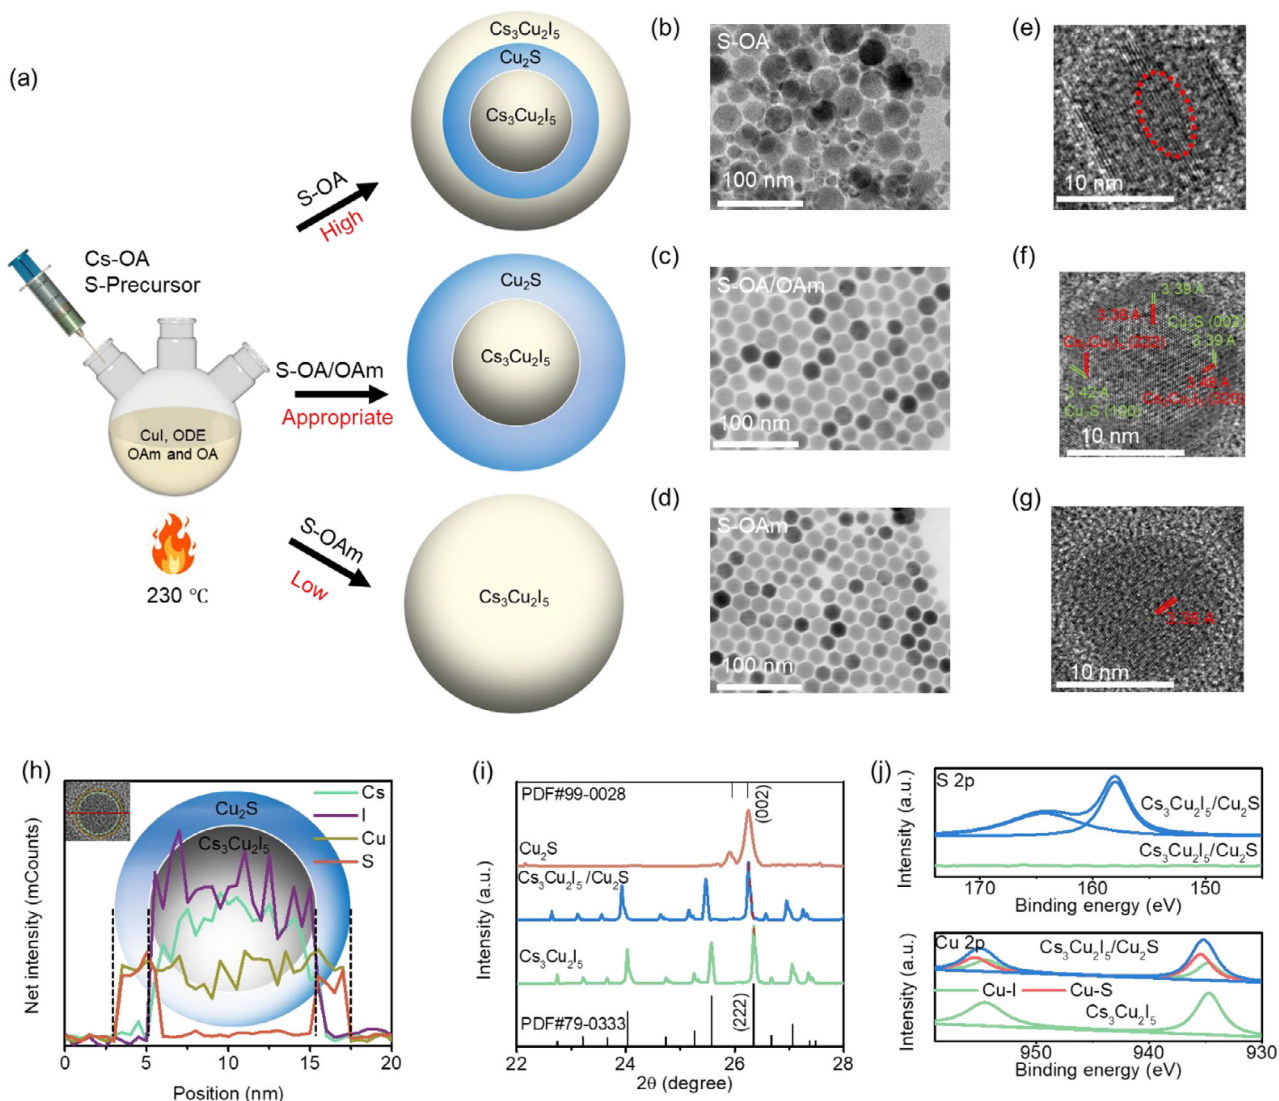 (a)
Cs-OA
S-Precursor
CuI, ODE
OAm and OA
230 ℃
S-OA
High
S-OA/OAm
Appropriate
S-OAm
Low
Cs₃Cu₂I₅
Cu₂S
Cs₃Cu₂I₅
Cu₂S
Cs₃Cu₂I₅
Cs₃Cu₂I₅
(b)
S-OA
100 nm
(c)
S-OA/OAm
100 nm
(d)
S-OAm
100 nm
(e)
10 nm
(f)
3.39 A
3.38 A
Cu₂S (002)
Cs₃Cu₂I₅ (222)
3.39 A
3.48 A
3.42 A
Cs₃Cu₂I₅ (320)
Cu₂S (100)
10 nm
(g)
3.38 A
10 nm
(h)
Cu₂S
Cs₃Cu₂I₅
Cs
I
Cu
S
Net intensity (mCounts)
0 5 10 15 20
Position (nm)
(i)
PDF#99-0028
(002)
Cu₂S
Cs₃Cu₂I₅ /Cu₂S
Cs₃Cu₂I₅
(222)
PDF#79-0333
Intensity (a.u.)
22 24 26 28
2θ (degree)
(j)
S 2p
Cs₃Cu₂I₅/Cu₂S
Cs₃Cu₂I₅/Cu₂S
Intensity (a.u.)
170 160 150
Binding energy (eV)
Cu 2p
Cs₃Cu₂I₅/Cu₂S
Cu-I
Cu-S
Cs₃Cu₂I₅
Intensity (a.u.)
950 940 930
Binding energy (eV)